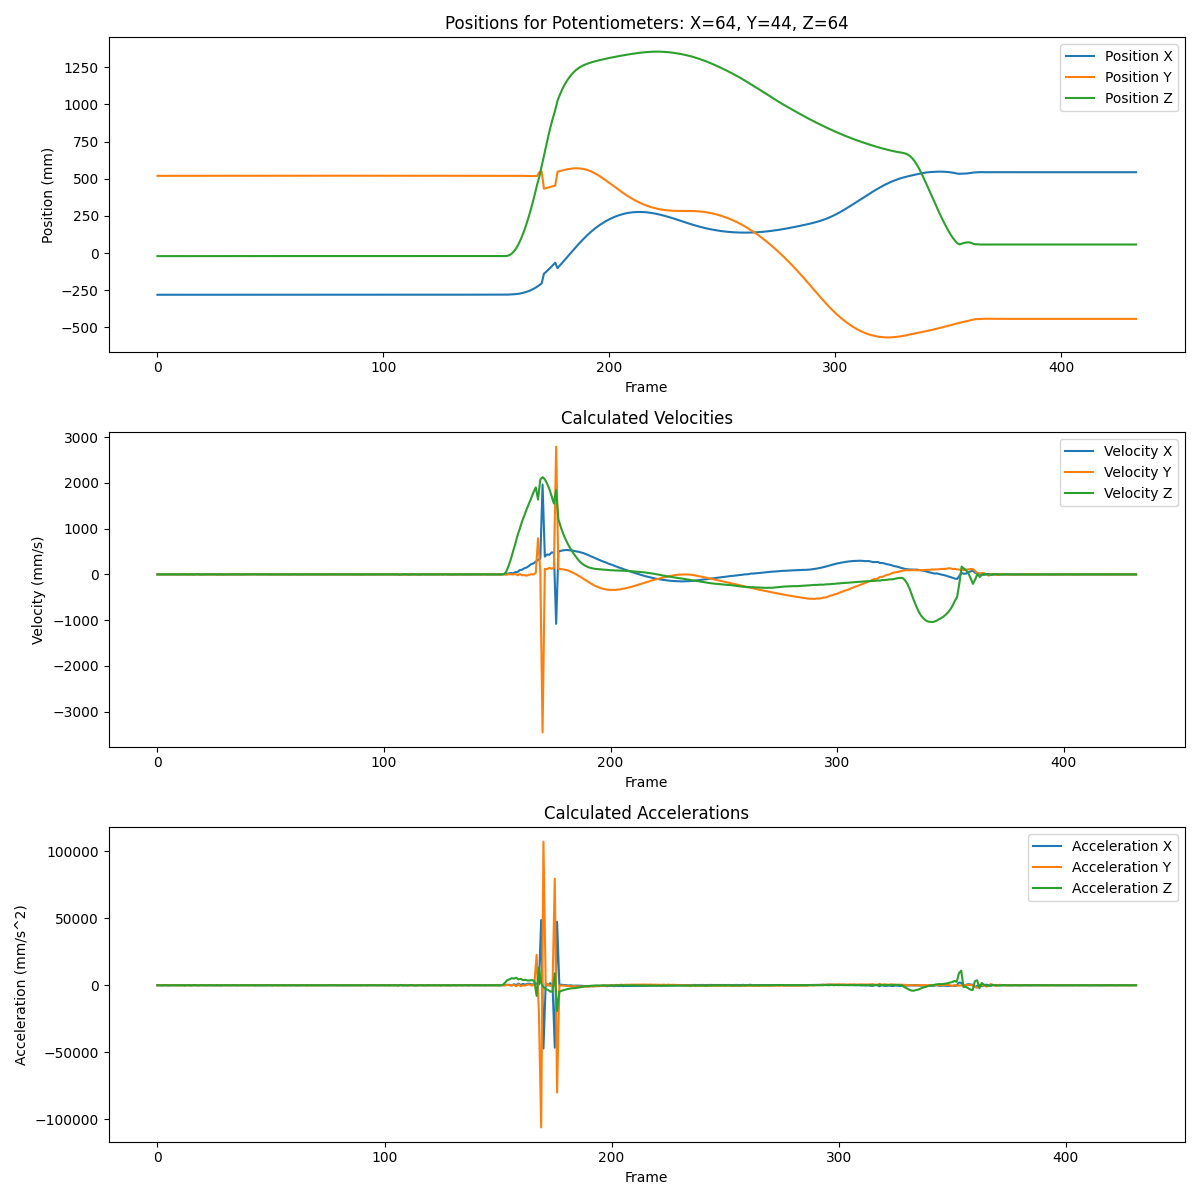 Positions for Potentiometers: X=64, Y=44, Z=64
Position (mm)
1250
1000
750
500
250
0
−250
−500
Position X
Position Y
Position Z
0 100 200 300 400
Frame
Calculated Velocities
Velocity (mm/s)
3000
2000
1000
0
−1000
−2000
−3000
Velocity X
Velocity Y
Velocity Z
0 100 200 300 400
Frame
Calculated Accelerations
Acceleration (mm/s^2)
100000
50000
0
−50000
−100000
Acceleration X
Acceleration Y
Acceleration Z
0 100 200 300 400
Frame